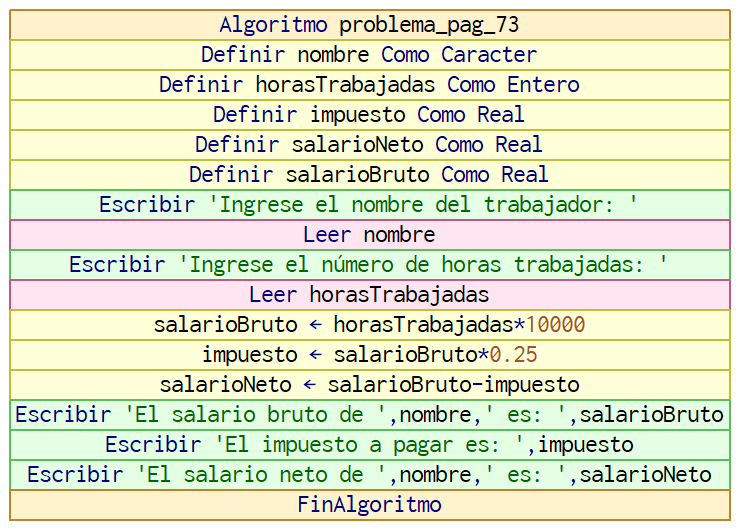 Algoritmo problema_pag_73
Definir nombre Como Caracter
Definir horasTrabajadas Como Entero
Definir impuesto Como Real
Definir salarioNeto Como Real
Definir salarioBruto Como Real
Escribir 'Ingrese el nombre del trabajador: '
Leer nombre
Escribir 'Ingrese el número de horas trabajadas: '
Leer horasTrabajadas
salarioBruto ← horasTrabajadas*10000
impuesto ← salarioBruto*0.25
salarioNeto ← salarioBruto-impuesto
Escribir 'El salario bruto de ',nombre,' es: ',salarioBruto
Escribir 'El impuesto a pagar es: ',impuesto
Escribir 'El salario neto de ',nombre,' es: ',salarioNeto
FinAlgoritmo